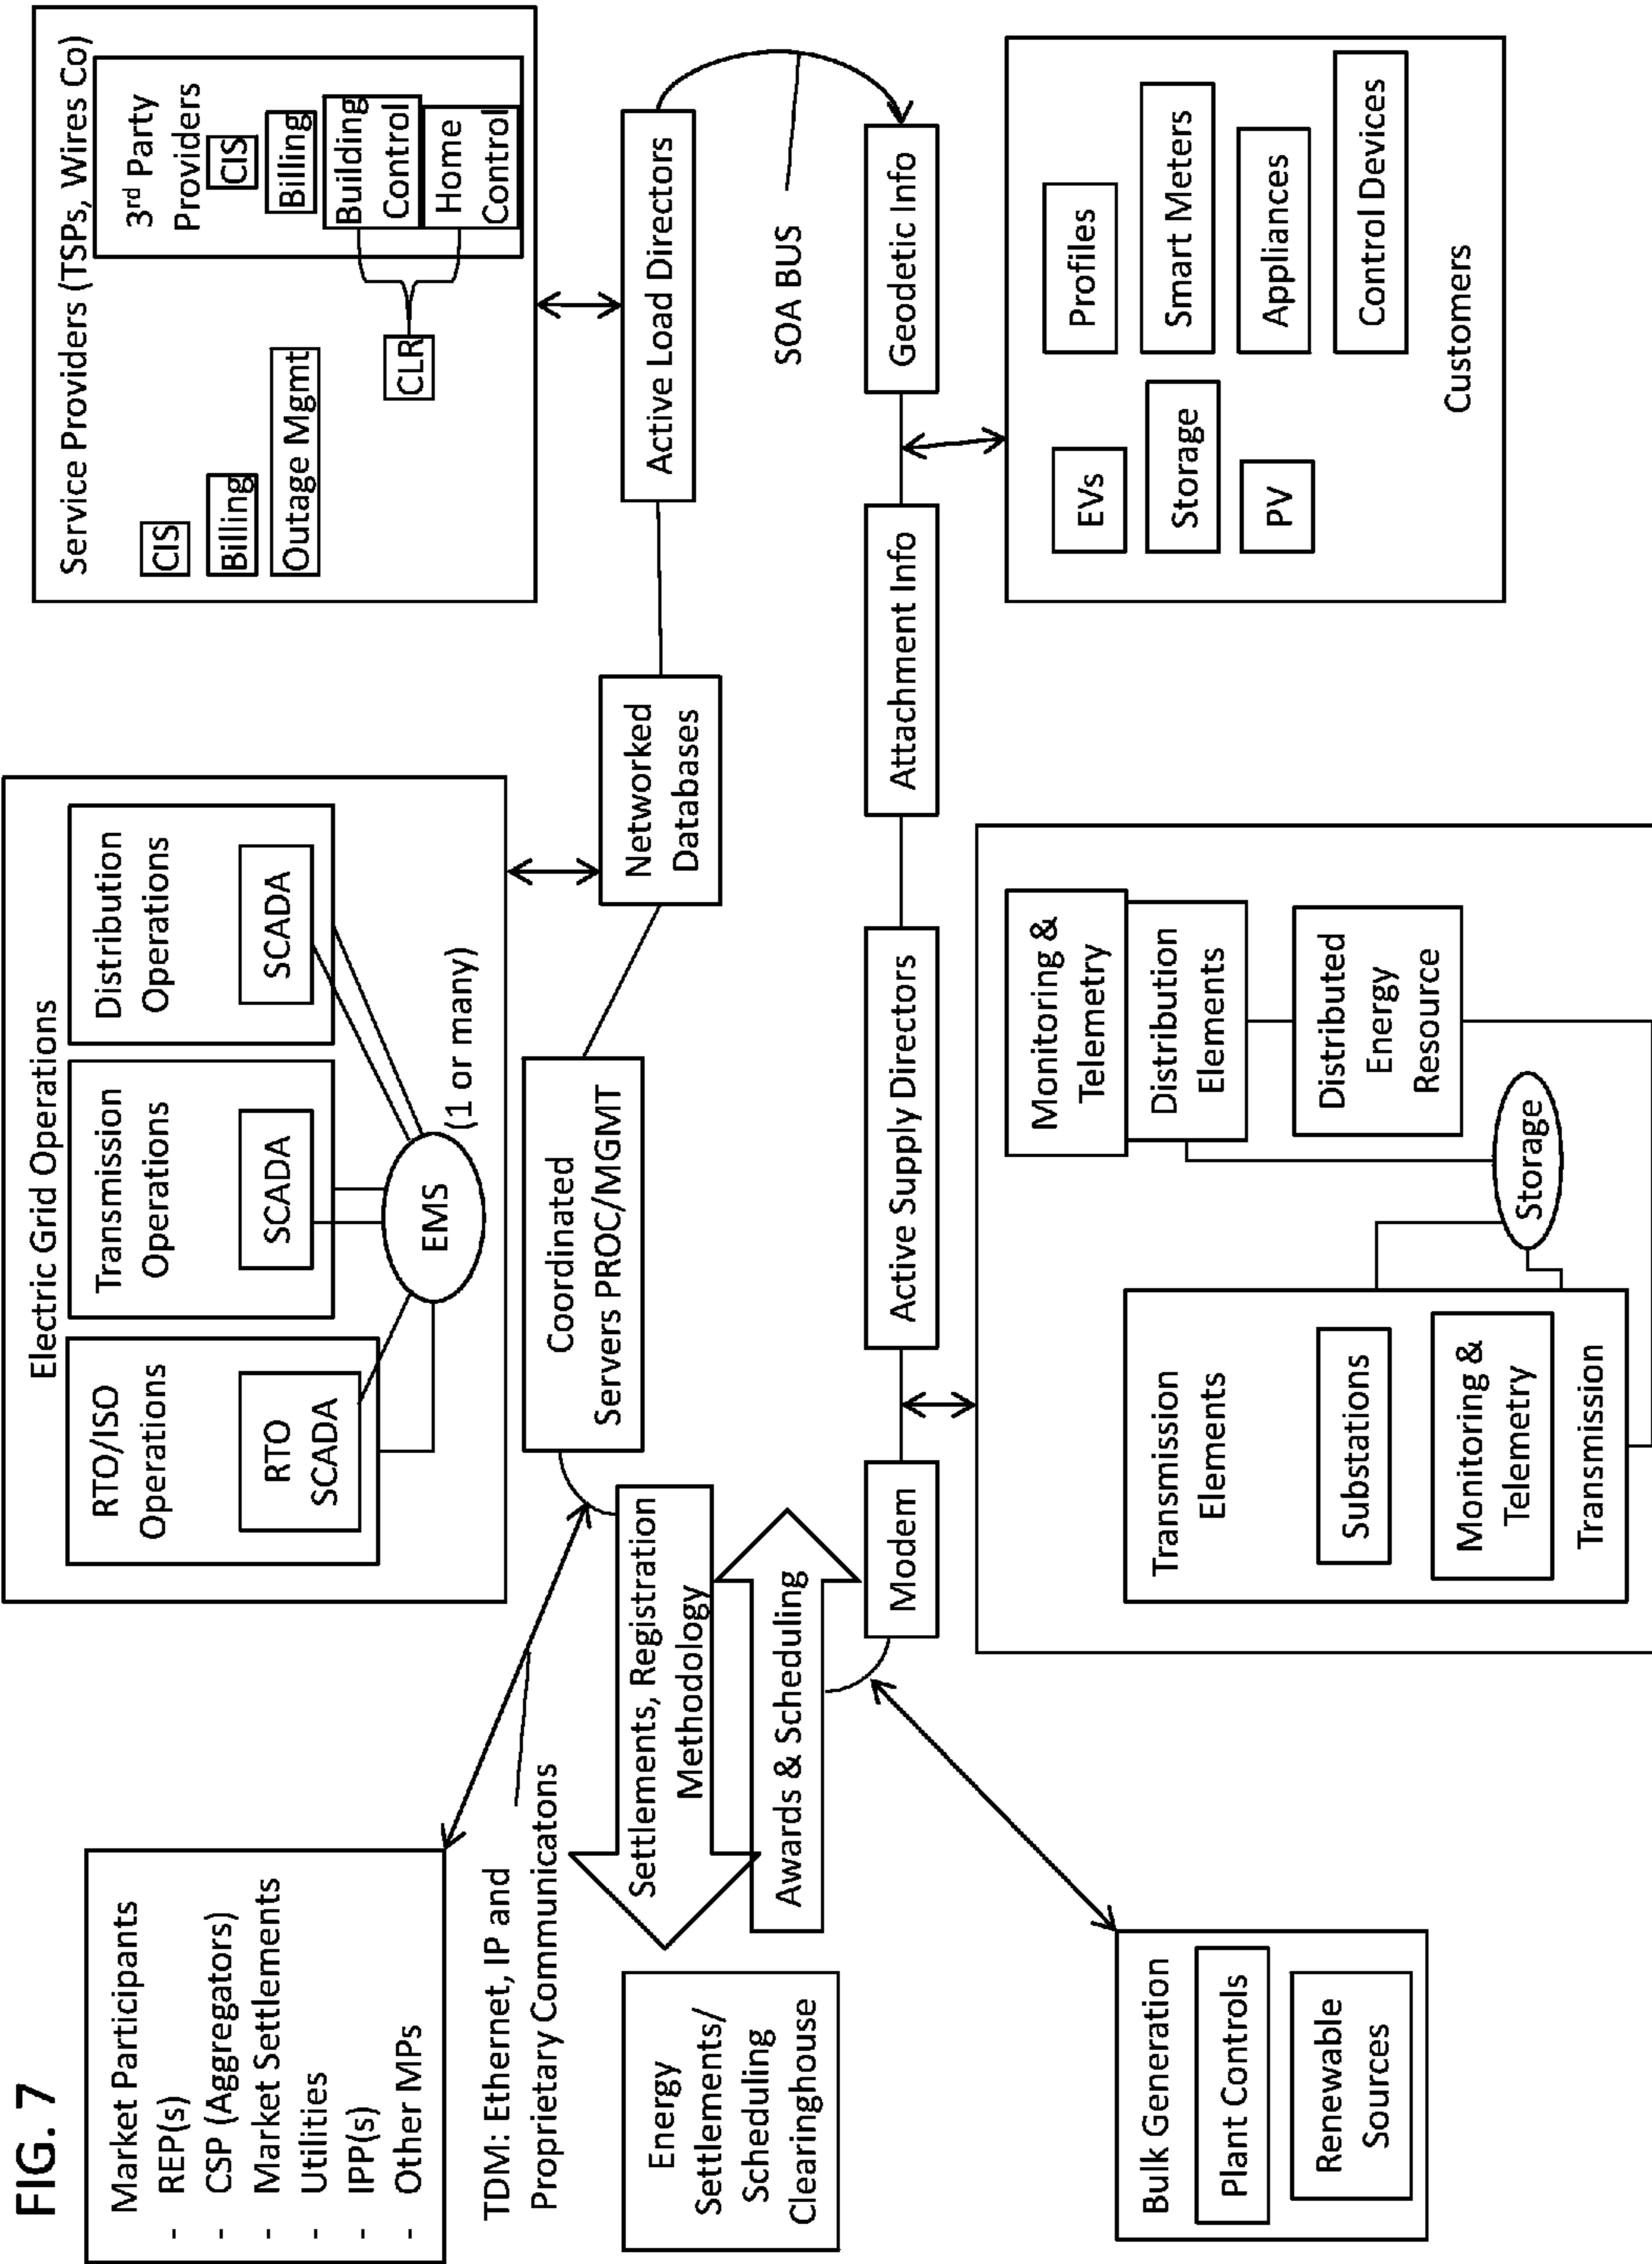 FIG. 7
Market Participants
- REP(s)
- CSP (Aggregators)
- Market Settlements
- Utilities
- IPP(s)
- Other MPs
Electric Grid Operations
RTO/ISO
Operations
RTO
SCADA
Transmission
Operations
SCADA
Distribution
Operations
SCADA
EMS
(1 or many)
Service Providers (TSPs, Wires Co)
CIS
Billing
Outage Mgmt
CLR
3rd Party
Providers
CIS
Billing
Building
Control
Home
Control
TDM: Ethernet, IP and
Proprietary Communicatons
Coordinated
Servers PROC/MGMT
Networked
Databases
Active Load Directors
SOA BUS
Energy
Settlements/
Scheduling
Clearinghouse
Settlements, Registration
Methodology
Awards & Scheduling
Modem
Active Supply Directors
Attachment Info
Geodetic Info
Bulk Generation
Plant Controls
Renewable
Sources
Transmission
Elements
Substations
Monitoring &
Telemetry
Transmission
Storage
Monitoring &
Telemetry
Distribution
Elements
Distributed
Energy
Resource
EVs
Storage
PV
Profiles
Smart Meters
Appliances
Control Devices
Customers